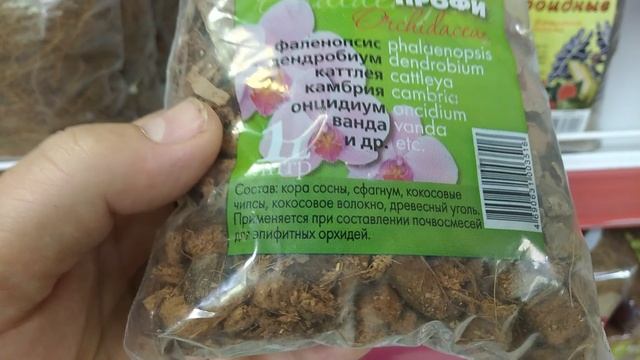 ПРОФИ
Orchidaceae
фаленопсис phalaenopsis
дендробиум dendrobium
каттлея cattleya
камбрия cambria
онцидиум oncidium
ванда vanda
и др. etc.
мир
Состав: кора сосны, сфагнум, кокосовые
чипсы, кокосовое волокно, древесный уголь.
Применяется при составлении почвосмесей
для эпифитных орхидей.